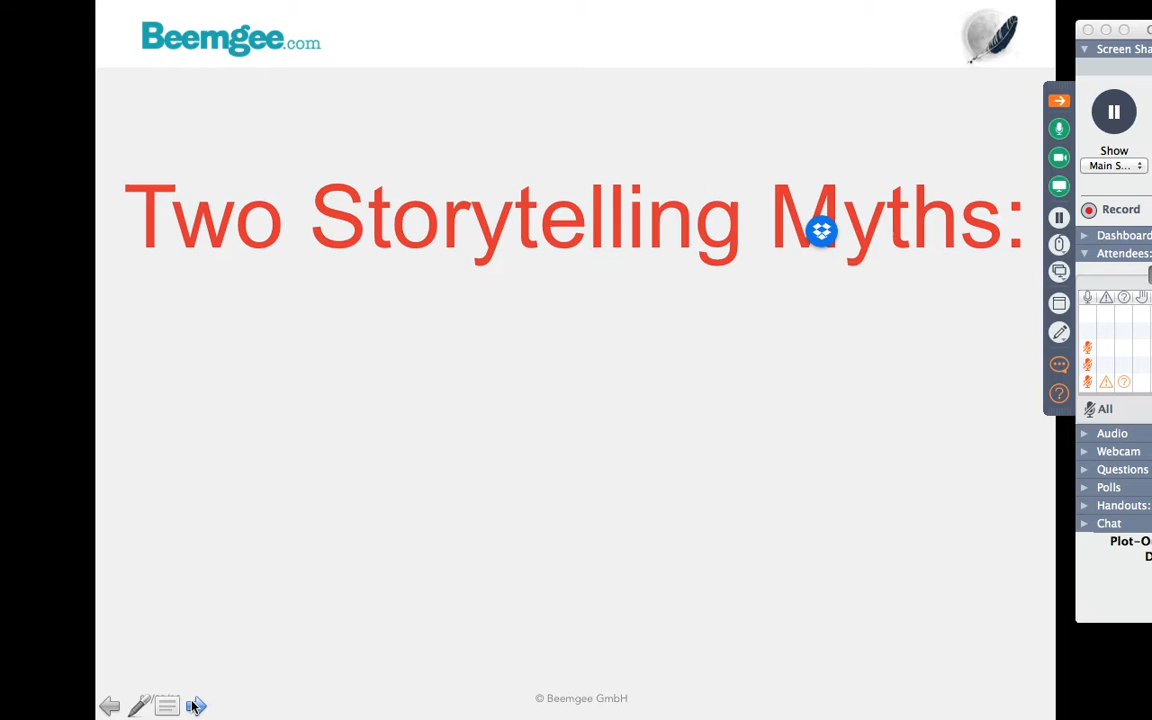 Beemgee.com
Two Storytelling Myths:
© Beemgee GmbH
Screen Sha
Show
Main S...
Record
Dashboard
Attendees:
All
Audio
Webcam
Questions
Polls
Handouts:
Chat
Plot-O
D